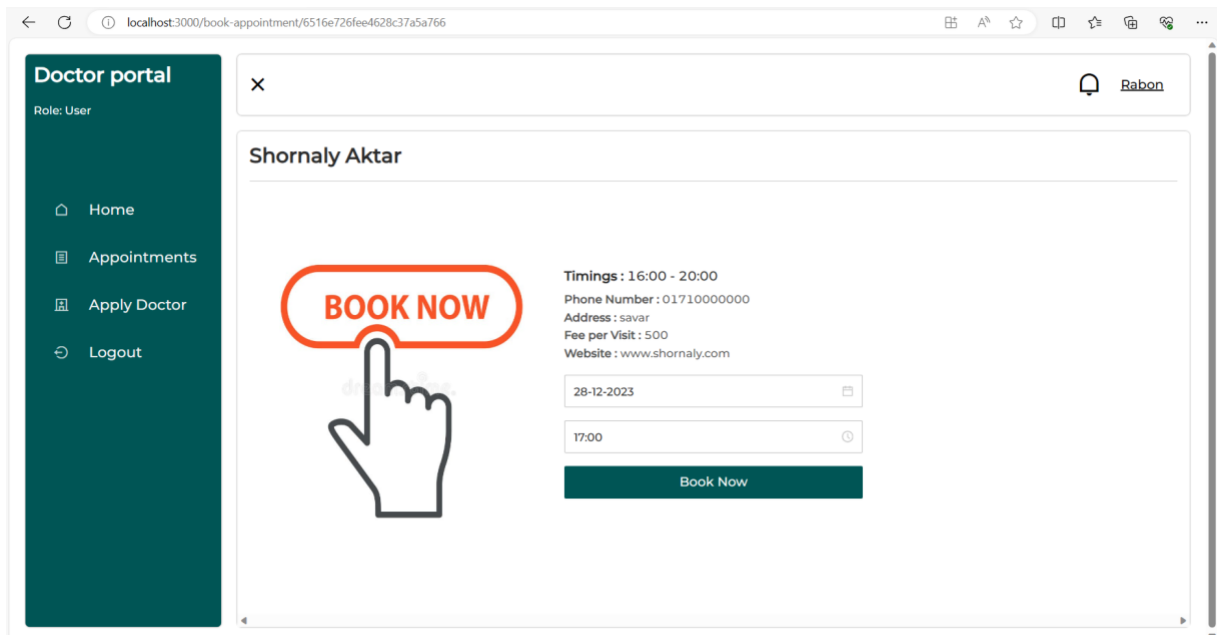 localhost:3000/book-appointment/6516e726fee4628c37a5a766
Doctor portal
Role: User
Home
Appointments
Apply Doctor
Logout
Rabon
Shornaly Aktar
BOOK NOW
Timings : 16:00 - 20:00
Phone Number : 01710000000
Address : savar
Fee per Visit : 500
Website : www.shornaly.com
28-12-2023
17:00
Book Now